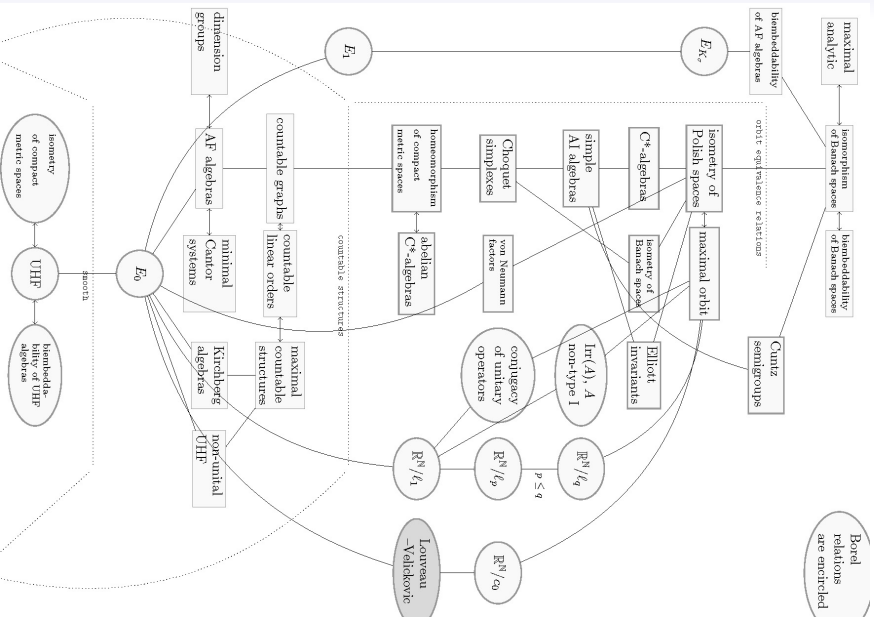 maximal
analytic
isomorphism
of Banach spaces
biembeddability
of Banach spaces
Borel
relations
are encircled
biembeddability
of AF algebras
Cuntz
semigroups
orbit equivalence relations
E_{K_σ}
isometry of
Polish spaces
maximal orbit
C*-algebras
isometry of
Banach spaces
Elliott
invariants
simple
AI algebras
Irr(A), A
non-type I
ℝ^ℕ/ℓ_q
p ≤ q
Choquet
simplexes
von Neumann
factors
conjugacy
of unitary
operators
ℝ^ℕ/ℓ_p
ℝ^ℕ/c_0
homeomorphism
of compact
metric spaces
abelian
C*-algebras
ℝ^ℕ/ℓ_1
Louveau
–Velickovic
E_1
countable structures
countable graphs
countable
linear orders
maximal
countable
structures
dimension
groups
AF algebras
minimal
Cantor
systems
Kirchberg
algebras
non-unital
UHF
E_0
smooth
isometry
of compact
metric spaces
UHF
biembedda-
bility of UHF
algebras